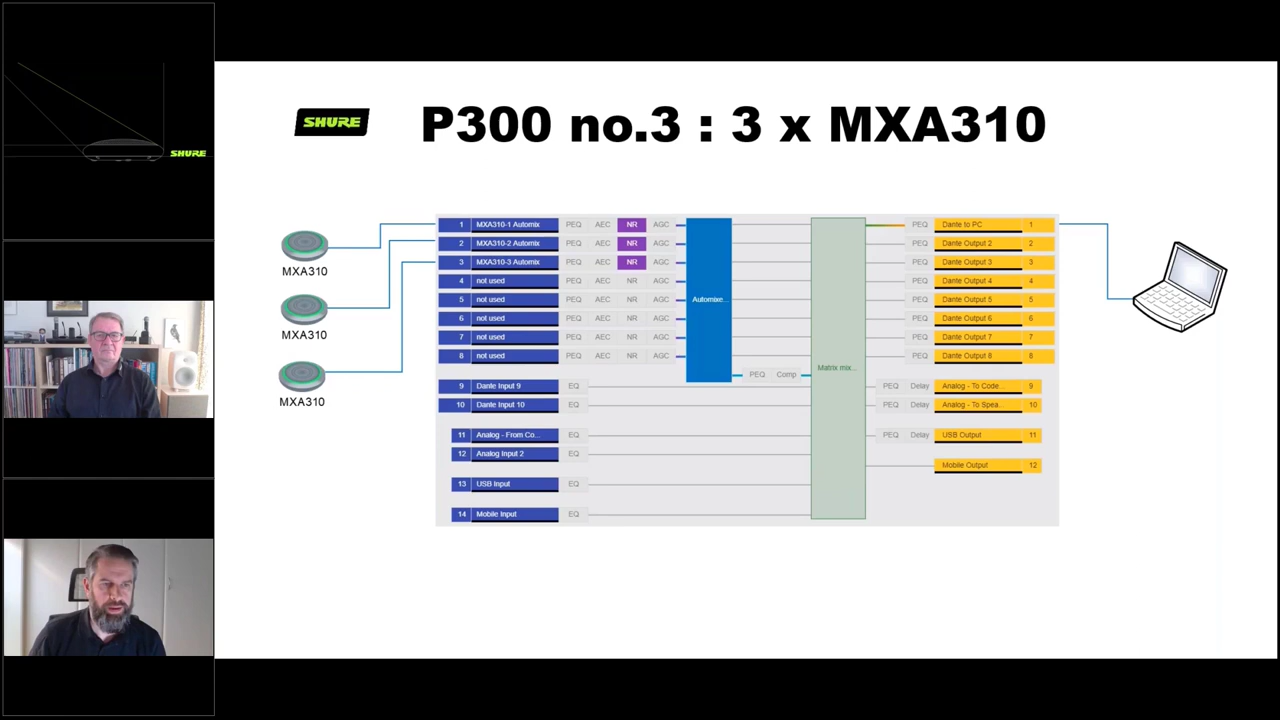 SHURE
SHURE
P300 no.3 : 3 x MXA310
MXA310
MXA310
MXA310
1 MXA310-1 Automix PEQ AEC NR AGC
2 MXA310-2 Automix PEQ AEC NR AGC
3 MXA310-3 Automix PEQ AEC NR AGC
4 not used PEQ AEC NR AGC
5 not used PEQ AEC NR AGC
6 not used PEQ AEC NR AGC
7 not used PEQ AEC NR AGC
8 not used PEQ AEC NR AGC
9 Dante Input 9 EQ
10 Dante Input 10 EQ
11 Analog - From Co... EQ
12 Analog Input 2 EQ
13 USB Input EQ
14 Mobile Input EQ
Automixe...
PEQ Comp
Matrix mix...
PEQ Dante to PC 1
PEQ Dante Output 2 2
PEQ Dante Output 3 3
PEQ Dante Output 4 4
PEQ Dante Output 5 5
PEQ Dante Output 6 6
PEQ Dante Output 7 7
PEQ Dante Output 8 8
PEQ Delay Analog - To Code... 9
PEQ Delay Analog - To Spea... 10
PEQ Delay USB Output 11
Mobile Output 12